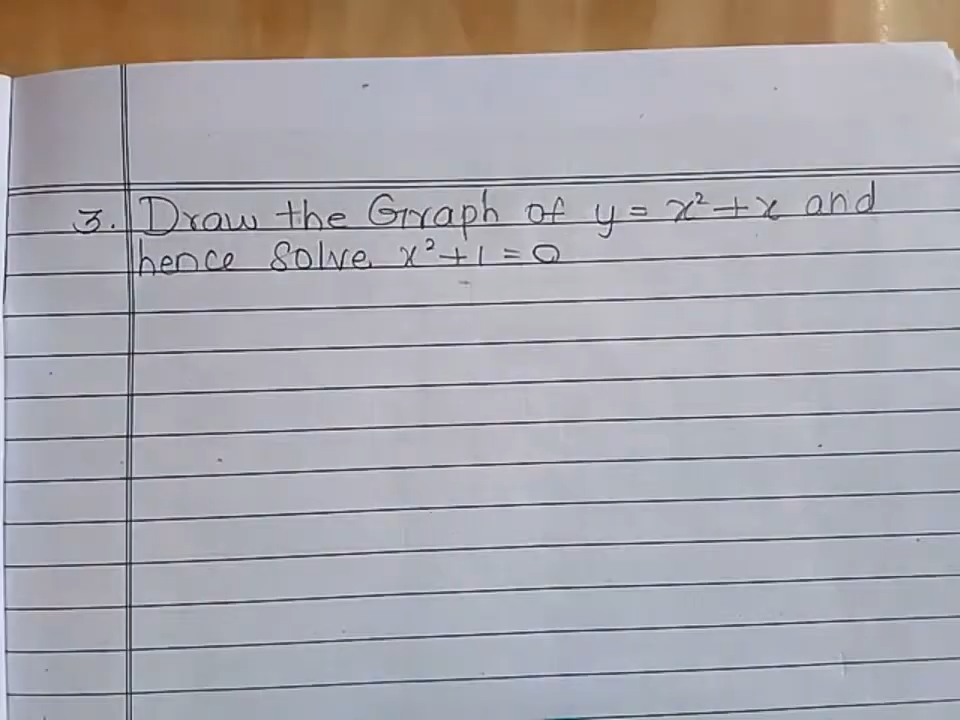 3. Draw the Graph of y = x² + x and
hence solve x² + 1 = 0